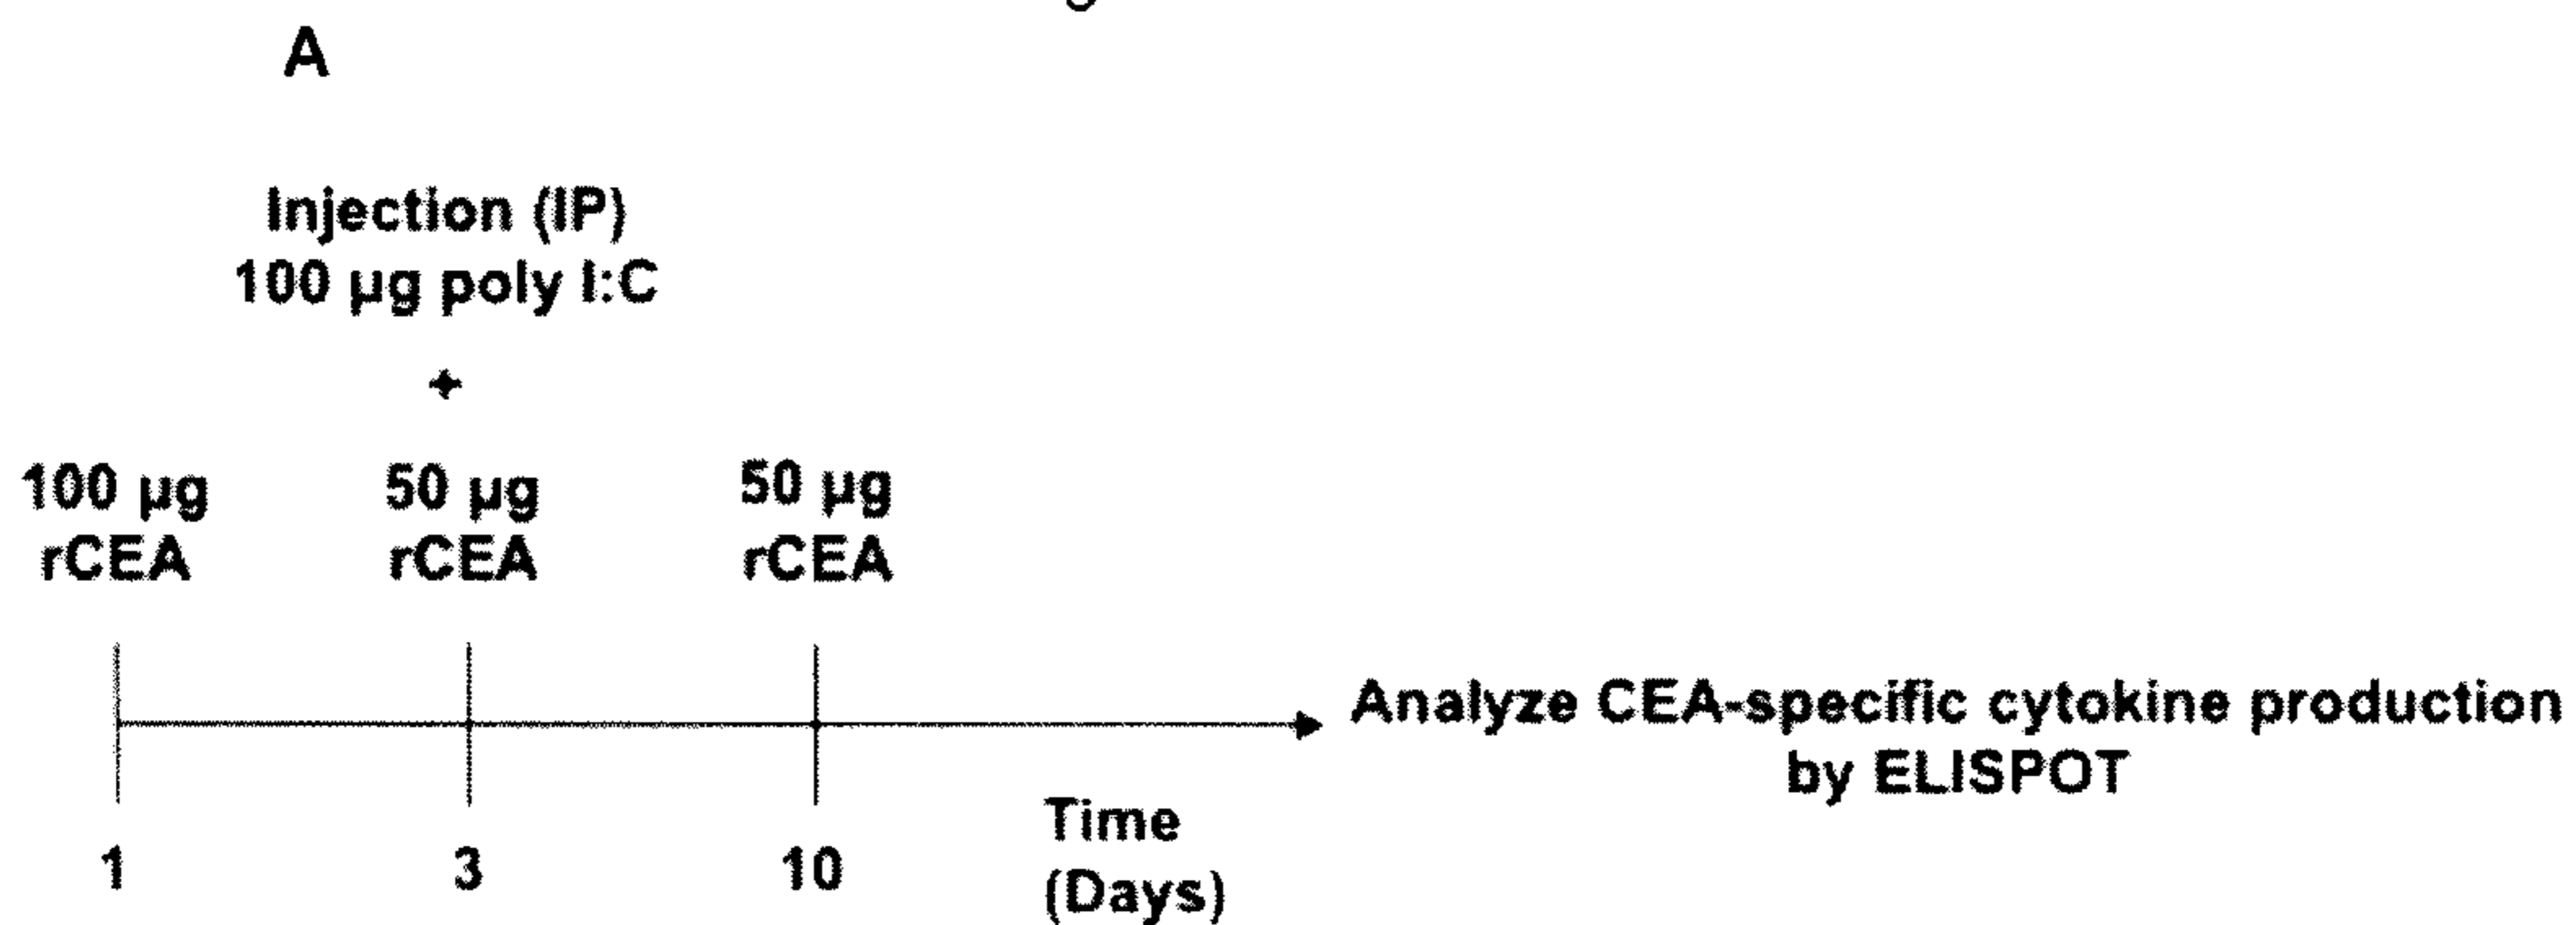 A
Injection (IP)
100 µg poly I:C
+
100 µg
rCEA
50 µg
rCEA
50 µg
rCEA
Analyze CEA-specific cytokine production
by ELISPOT
1
3
10
Time
(Days)